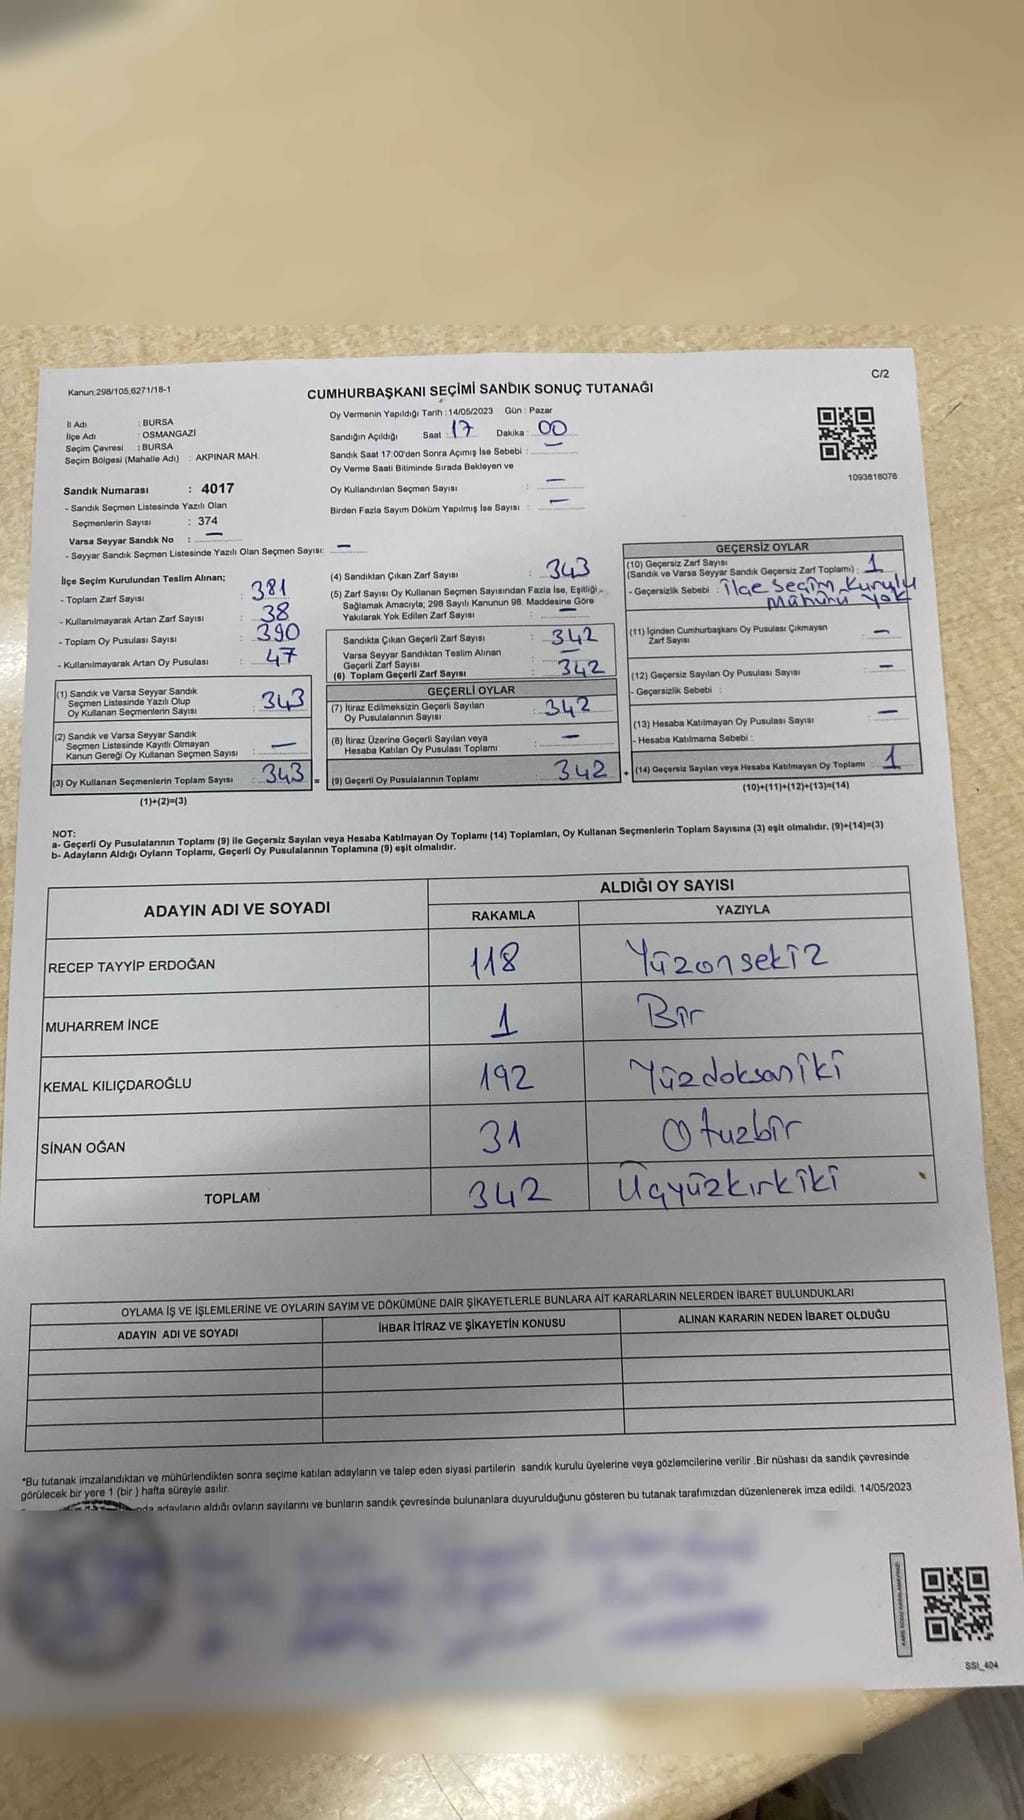 Kanun;298/105;6271/18-1
C/2
CUMHURBAŞKANI SEÇİMİ SANDIK SONUÇ TUTANAĞI
İl Adı : BURSA
İlçe Adı : OSMANGAZİ
Seçim Çevresi : BURSA
Seçim Bölgesi (Mahalle Adı) : AKPINAR MAH.
Sandık Numarası : 4017
- Sandık Seçmen Listesinde Yazılı Olan
Seçmenlerin Sayısı : 374
Varsa Seyyar Sandık No : —
- Seyyar Sandık Seçmen Listesinde Yazılı Olan Seçmen Sayısı: —
Oy Vermenin Yapıldığı Tarih : 14/05/2023 Gün : Pazar
Sandığın Açıldığı Saat : 17 Dakika : 00
Sandık Saat 17:00'den Sonra Açılmış İse Sebebi : —
Oy Verme Saati Bitiminde Sırada Bekleyen ve
Oy Kullandırılan Seçmen Sayısı : —
Birden Fazla Sayım Döküm Yapılmış İse Sayısı : —
1093818076
İlçe Seçim Kurulundan Teslim Alınan;
- Toplam Zarf Sayısı : 381
- Kullanılmayarak Artan Zarf Sayısı : 38
- Toplam Oy Pusulası Sayısı : 390
- Kullanılmayarak Artan Oy Pusulası : 47
(1) Sandık ve Varsa Seyyar Sandık
Seçmen Listesinde Yazılı Olup
Oy Kullanan Seçmenlerin Sayısı : 343
(2) Sandık ve Varsa Seyyar Sandık
Seçmen Listesinde Kayıtlı Olmayan
Kanun Gereği Oy Kullanan Seçmen Sayısı : —
(3) Oy Kullanan Seçmenlerin Toplam Sayısı : 343 =
(1)+(2)=(3)
(4) Sandıktan Çıkan Zarf Sayısı : 343
(5) Zarf Sayısı Oy Kullanan Seçmen Sayısından Fazla İse, Eşitliği
Sağlamak Amacıyla; 298 Sayılı Kanunun 98. Maddesine Göre
Yakılarak Yok Edilen Zarf Sayısı : —
Sandıkta Çıkan Geçerli Zarf Sayısı : 342
Varsa Seyyar Sandıktan Teslim Alınan
Geçerli Zarf Sayısı : —
(6) Toplam Geçerli Zarf Sayısı : 342
GEÇERLİ OYLAR
(7) İtiraz Edilmeksizin Geçerli Sayılan
Oy Pusulalarının Sayısı : 342
(8) İtiraz Üzerine Geçerli Sayılan veya
Hesaba Katılan Oy Pusulası Toplamı : —
(9) Geçerli Oy Pusulalarının Toplamı : 342 +
GEÇERSİZ OYLAR
(10) Geçersiz Zarf Sayısı
(Sandık ve Varsa Seyyar Sandık Geçersiz Zarf Toplamı) : 1
- Geçersizlik Sebebi : İlçe Seçim Kurulu
Mühürü Yok
(11) İçinden Cumhurbaşkanı Oy Pusulası Çıkmayan
Zarf Sayısı : —
(12) Geçersiz Sayılan Oy Pusulası Sayısı : —
- Geçersizlik Sebebi :
(13) Hesaba Katılmayan Oy Pusulası Sayısı : —
- Hesaba Katılmama Sebebi :
(14) Geçersiz Sayılan veya Hesaba Katılmayan Oy Toplamı : 1
(10)+(11)+(12)+(13)=(14)
NOT:
a- Geçerli Oy Pusulalarının Toplamı (9) ile Geçersiz Sayılan veya Hesaba Katılmayan Oy Toplamı (14) Toplamları, Oy Kullanan Seçmenlerin Toplam Sayısına (3) eşit olmalıdır. (9)+(14)=(3)
b- Adayların Aldığı Oyların Toplamı, Geçerli Oy Pusulalarının Toplamına (9) eşit olmalıdır.
ADAYIN ADI VE SOYADI
ALDIĞI OY SAYISI
RAKAMLA YAZIYLA
RECEP TAYYİP ERDOĞAN 118 Yüzonsekiz
MUHARREM İNCE 1 Bir
KEMAL KILIÇDAROĞLU 192 Yüzdoksaniki
SİNAN OĞAN 31 Otuzbir
TOPLAM 342 Üçyüzkırkiki
OYLAMA İŞ VE İŞLEMLERİNE VE OYLARIN SAYIM VE DÖKÜMÜNE DAİR ŞİKAYETLERLE BUNLARA AİT KARARLARIN NELERDEN İBARET BULUNDUKLARI
ADAYIN ADI VE SOYADI İHBAR İTİRAZ VE ŞİKAYETİN KONUSU ALINAN KARARIN NEDEN İBARET OLDUĞU
*Bu tutanak imzalandıktan ve mühürlendikten sonra seçime katılan adayların ve talep eden siyasi partilerin sandık kurulu üyelerine veya gözlemcilerine verilir .Bir nüshası da sandık çevresinde
görülecek bir yere 1 (bir ) hafta süreyle asılır.
adayların aldığı oyların sayılarını ve bunların sandık çevresinde bulunanlara duyurulduğunu gösteren bu tutanak tarafımızdan düzenlenerek imza edildi. 14/05/2023
SSİ_404